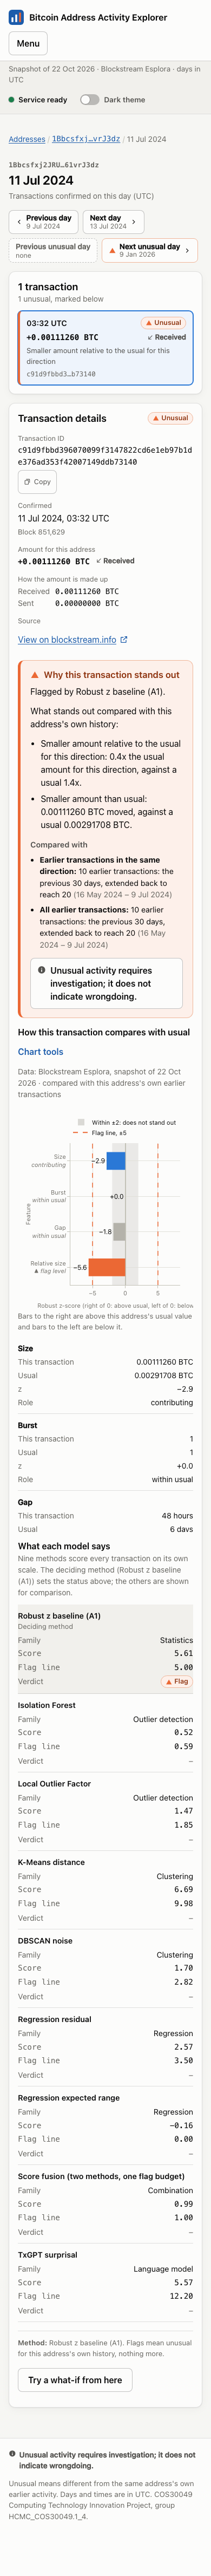 Bitcoin Address Activity Explorer
Menu
Snapshot of 22 Oct 2026 · Blockstream Esplora · days in
UTC
Service ready
Dark theme
Addresses / 1Bbcsfxj…vrJ3dz / 11 Jul 2024
1Bbcsfxj2JRU…61vrJ3dz
11 Jul 2024
Transactions confirmed on this day (UTC)
Previous day
9 Jul 2024
Next day
13 Jul 2024
Previous unusual day
none
Next unusual day
9 Jan 2026
1 transaction
1 unusual, marked below
03:32 UTC
Unusual
+0.00111260 BTC
Received
Smaller amount relative to the usual for this
direction
c91d9fbbd3…b73140
Transaction details
Unusual
Transaction ID
c91d9fbbd396070099f3147822cd6e1eb97b1d
e376ad353f42007149ddb73140
Copy
Confirmed
11 Jul 2024, 03:32 UTC
Block 851,629
Amount for this address
+0.00111260 BTC
Received
How the amount is made up
Received 0.00111260 BTC
Sent 0.00000000 BTC
Source
View on blockstream.info
Why this transaction stands out
Flagged by Robust z baseline (A1).
What stands out compared with this
address's own history:
• Smaller amount relative to the usual
for this direction: 0.4x the usual
amount for this direction, against a
usual 1.4x.
• Smaller amount than usual:
0.00111260 BTC moved, against a
usual 0.00291708 BTC.
Compared with
• Earlier transactions in the same
direction: 10 earlier transactions: the
previous 30 days, extended back to
reach 20 (16 May 2024 – 9 Jul 2024)
• All earlier transactions: 10 earlier
transactions: the previous 30 days,
extended back to reach 20 (16 May
2024 – 9 Jul 2024)
Unusual activity requires
investigation; it does not
indicate wrongdoing.
How this transaction compares with usual
Chart tools
Data: Blockstream Esplora, snapshot of 22 Oct
2026 · compared with this address's own earlier
transactions
Within ±2: does not stand out
Flag line, ±5
Feature
Size
contributing
−2.9
Burst
within usual
+0.0
Gap
within usual
−1.8
Relative size
▲ flag level
−5.6
−5
0
5
Robust z-score (right of 0: above usual, left of 0: below
Bars to the right are above this address's usual value
and bars to the left are below it.
Size
This transaction 0.00111260 BTC
Usual 0.00291708 BTC
z −2.9
Role contributing
Burst
This transaction 1
Usual 1
z +0.0
Role within usual
Gap
This transaction 48 hours
Usual 6 days
What each model says
Nine methods score every transaction on its own
scale. The deciding method (Robust z baseline
(A1)) sets the status above; the others are shown
for comparison.
Robust z baseline (A1)
Deciding method
Family Statistics
Score 5.61
Flag line 5.00
Verdict Flag
Isolation Forest
Family Outlier detection
Score 0.52
Flag line 0.59
Verdict –
Local Outlier Factor
Family Outlier detection
Score 1.47
Flag line 1.85
Verdict –
K-Means distance
Family Clustering
Score 6.69
Flag line 9.98
Verdict –
DBSCAN noise
Family Clustering
Score 1.70
Flag line 2.82
Verdict –
Regression residual
Family Regression
Score 2.57
Flag line 3.50
Verdict –
Regression expected range
Family Regression
Score −0.16
Flag line 0.00
Verdict –
Score fusion (two methods, one flag budget)
Family Combination
Score 0.99
Flag line 1.00
Verdict –
TxGPT surprisal
Family Language model
Score 5.57
Flag line 12.20
Verdict –
Method: Robust z baseline (A1). Flags mean unusual
for this address's own history, nothing more.
Try a what-if from here
Unusual activity requires investigation; it does not
indicate wrongdoing.
Unusual means different from the same address's own
earlier activity. Days and times are in UTC. COS30049
Computing Technology Innovation Project, group
HCMC_COS30049.1_4.